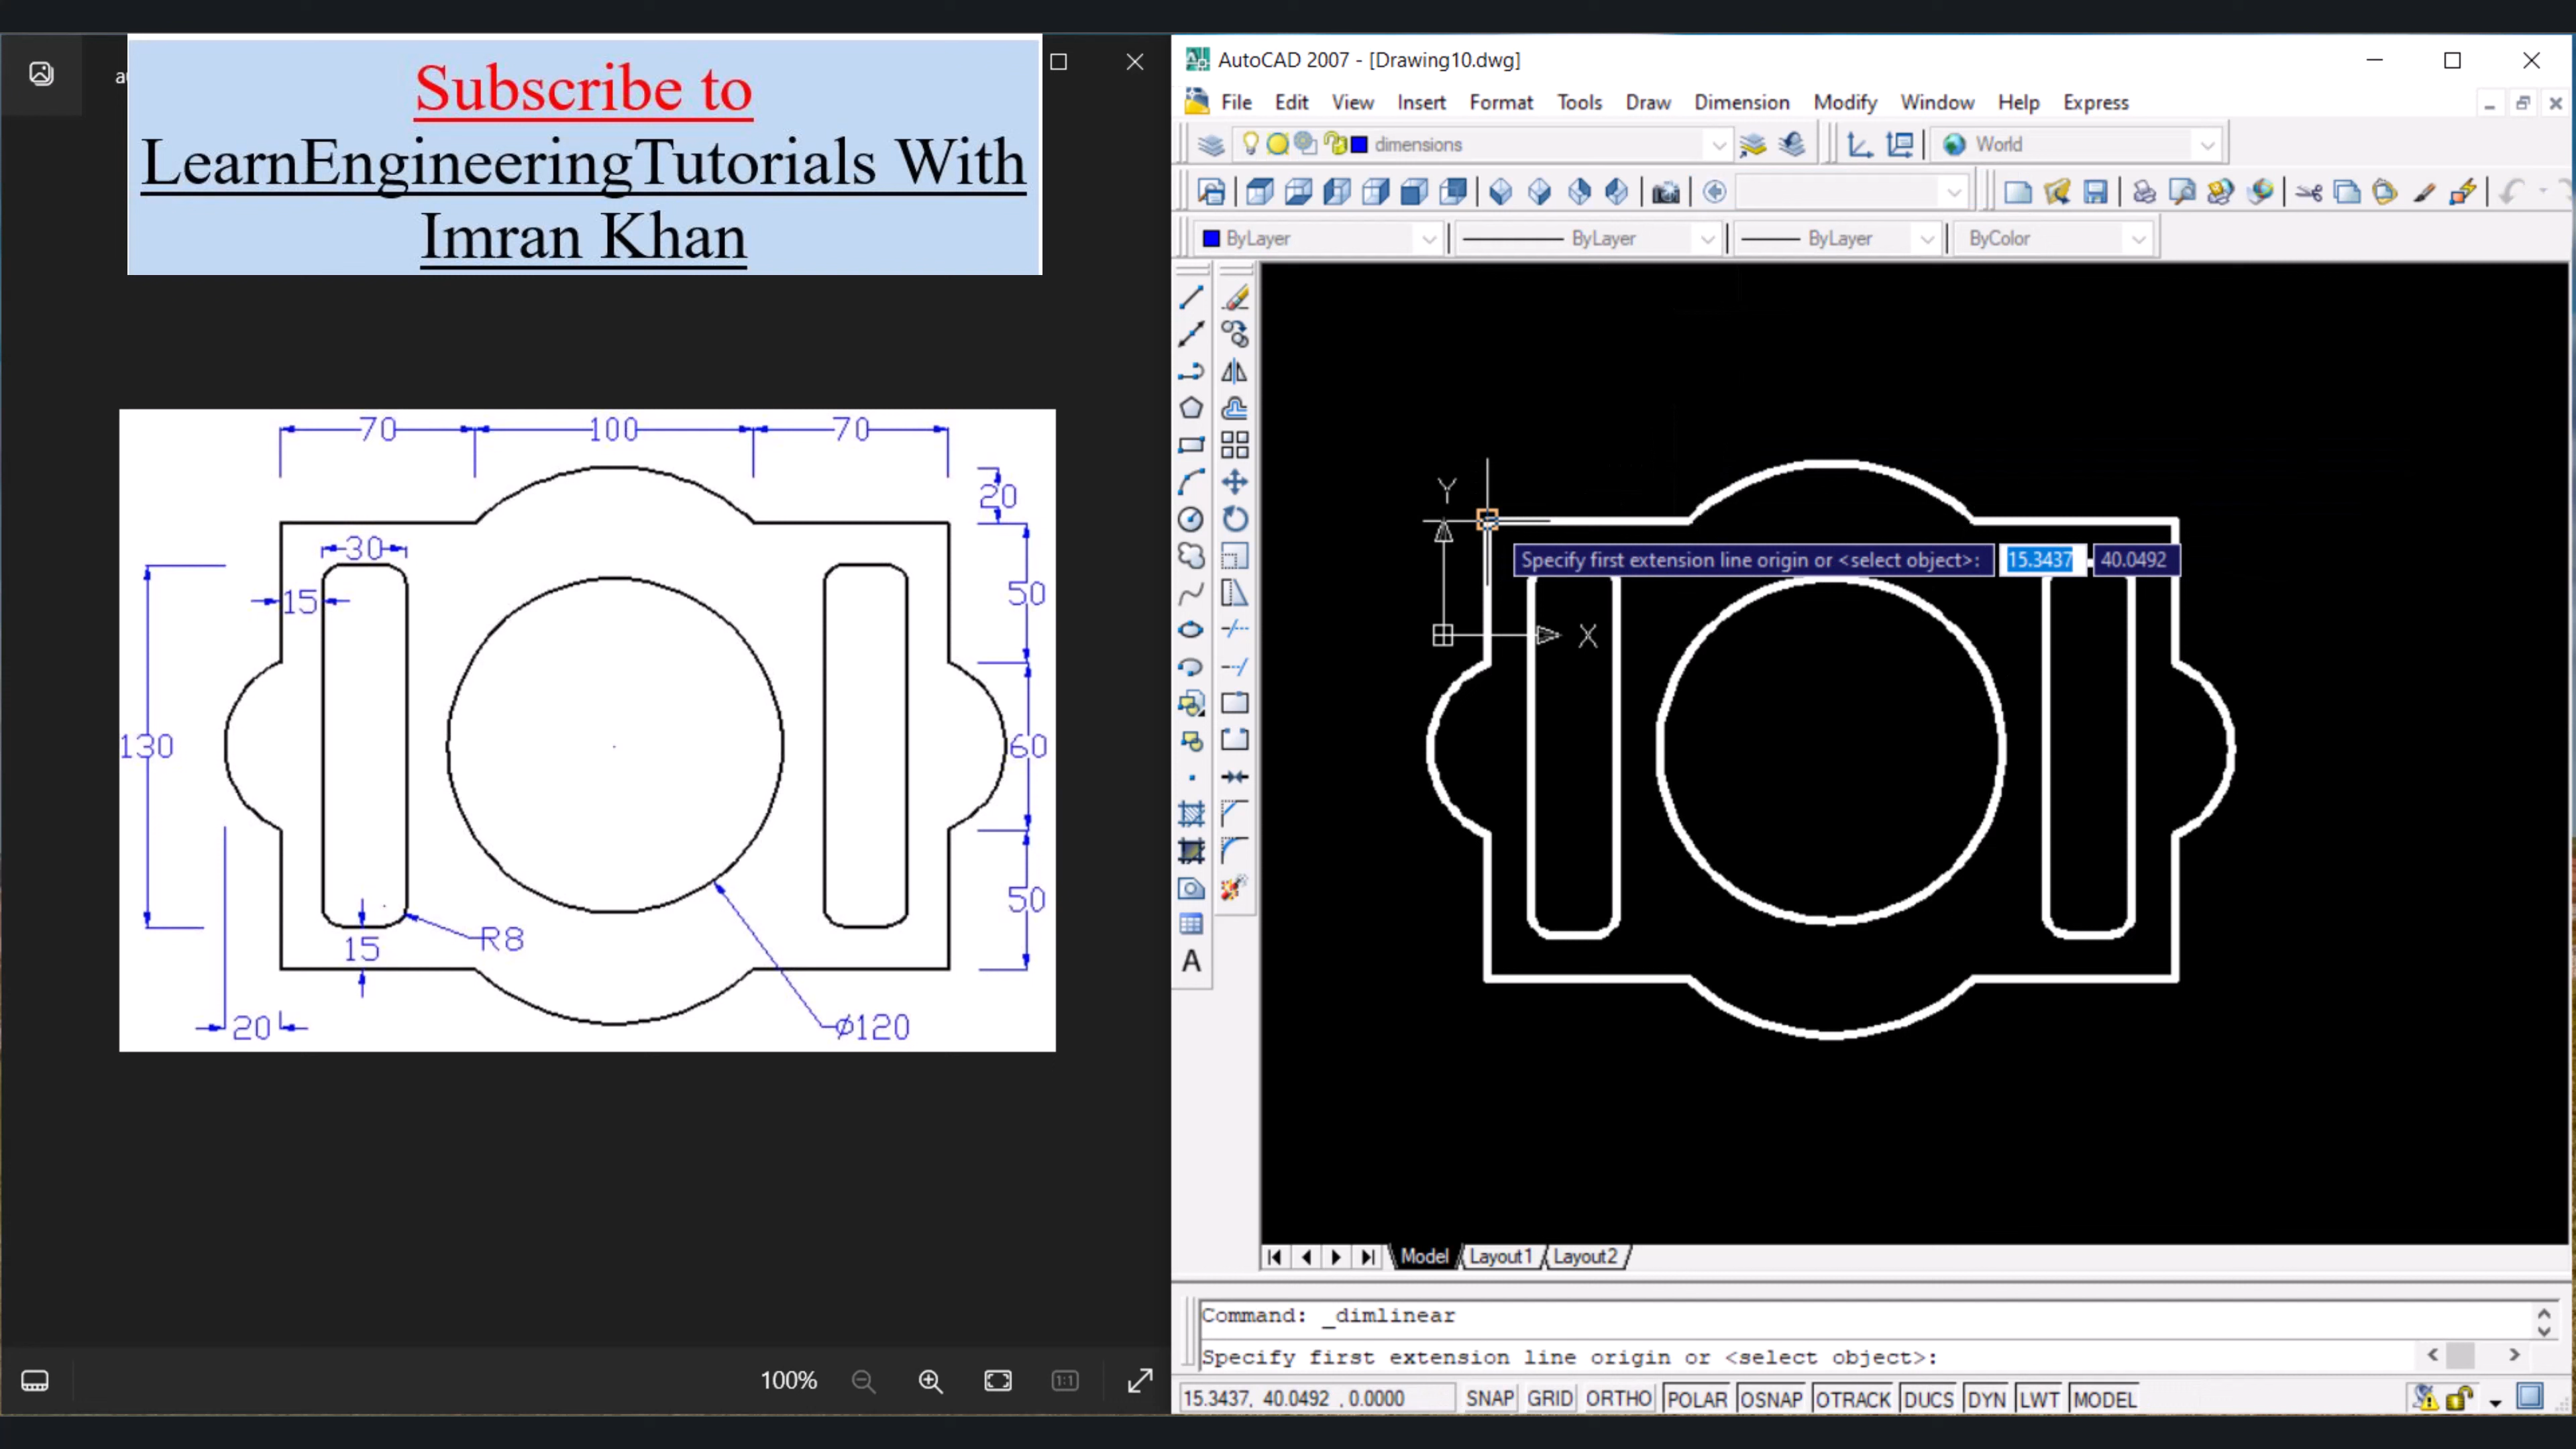 Subscribe to
LearnEngineeringTutorials With
Imran Khan
70 100 70
20
30
50
15
130
60
50
R8
15
20
ø120
100%
1:1
AutoCAD 2007 - [Drawing10.dwg]
File Edit View Insert Format Tools Draw Dimension Modify Window Help Express
dimensions World
ByLayer ByLayer ByLayer ByColor
Y
Specify first extension line origin or <select object>: 15.3437 40.0492
X
A
Model Layout1 Layout2
Command: _dimlinear
Specify first extension line origin or <select object>:
15.3437, 40.0492 , 0.0000 SNAP GRID ORTHO POLAR OSNAP OTRACK DUCS DYN LWT MODEL